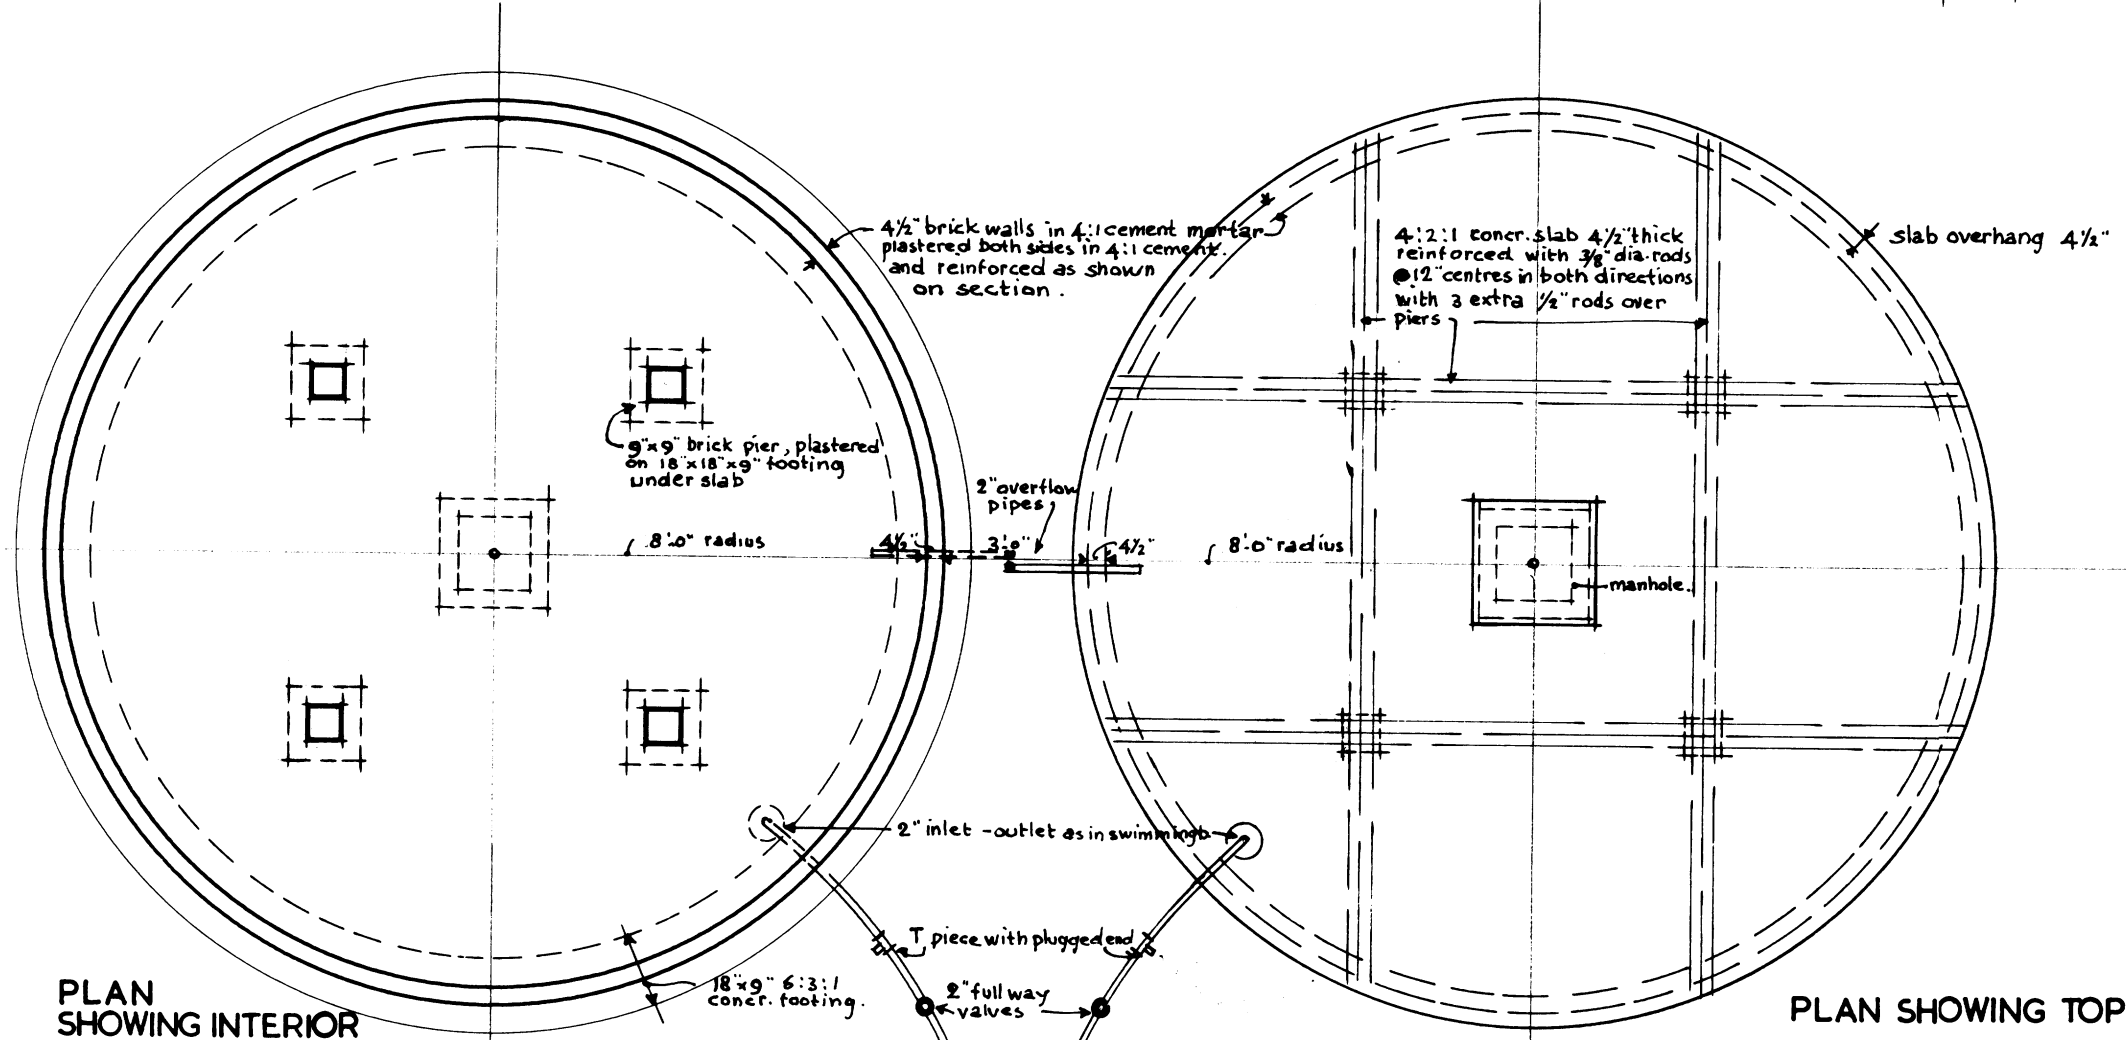 4½" brick walls in 4:1 cement mortar
plastered both sides in 4:1 cement.
and reinforced as shown
on section.
4:2:1 concr. slab 4½" thick
reinforced with 3/8" dia. rods
@12" centres in both directions
with 3 extra ½" rods over
piers
slab overhang 4½"
9"x9" brick pier, plastered
on 18"x18"x9" footing
under slab
2" overflow
pipes
8'.0" radius
4½"
3'.0"
4½"
8'.0" radius
manhole.
2" inlet - outlet as in swimmingb.
T piece with plugged end
18"x9" 6:3:1
concr. footing.
2" full way
valves
PLAN
SHOWING INTERIOR
PLAN SHOWING TOP